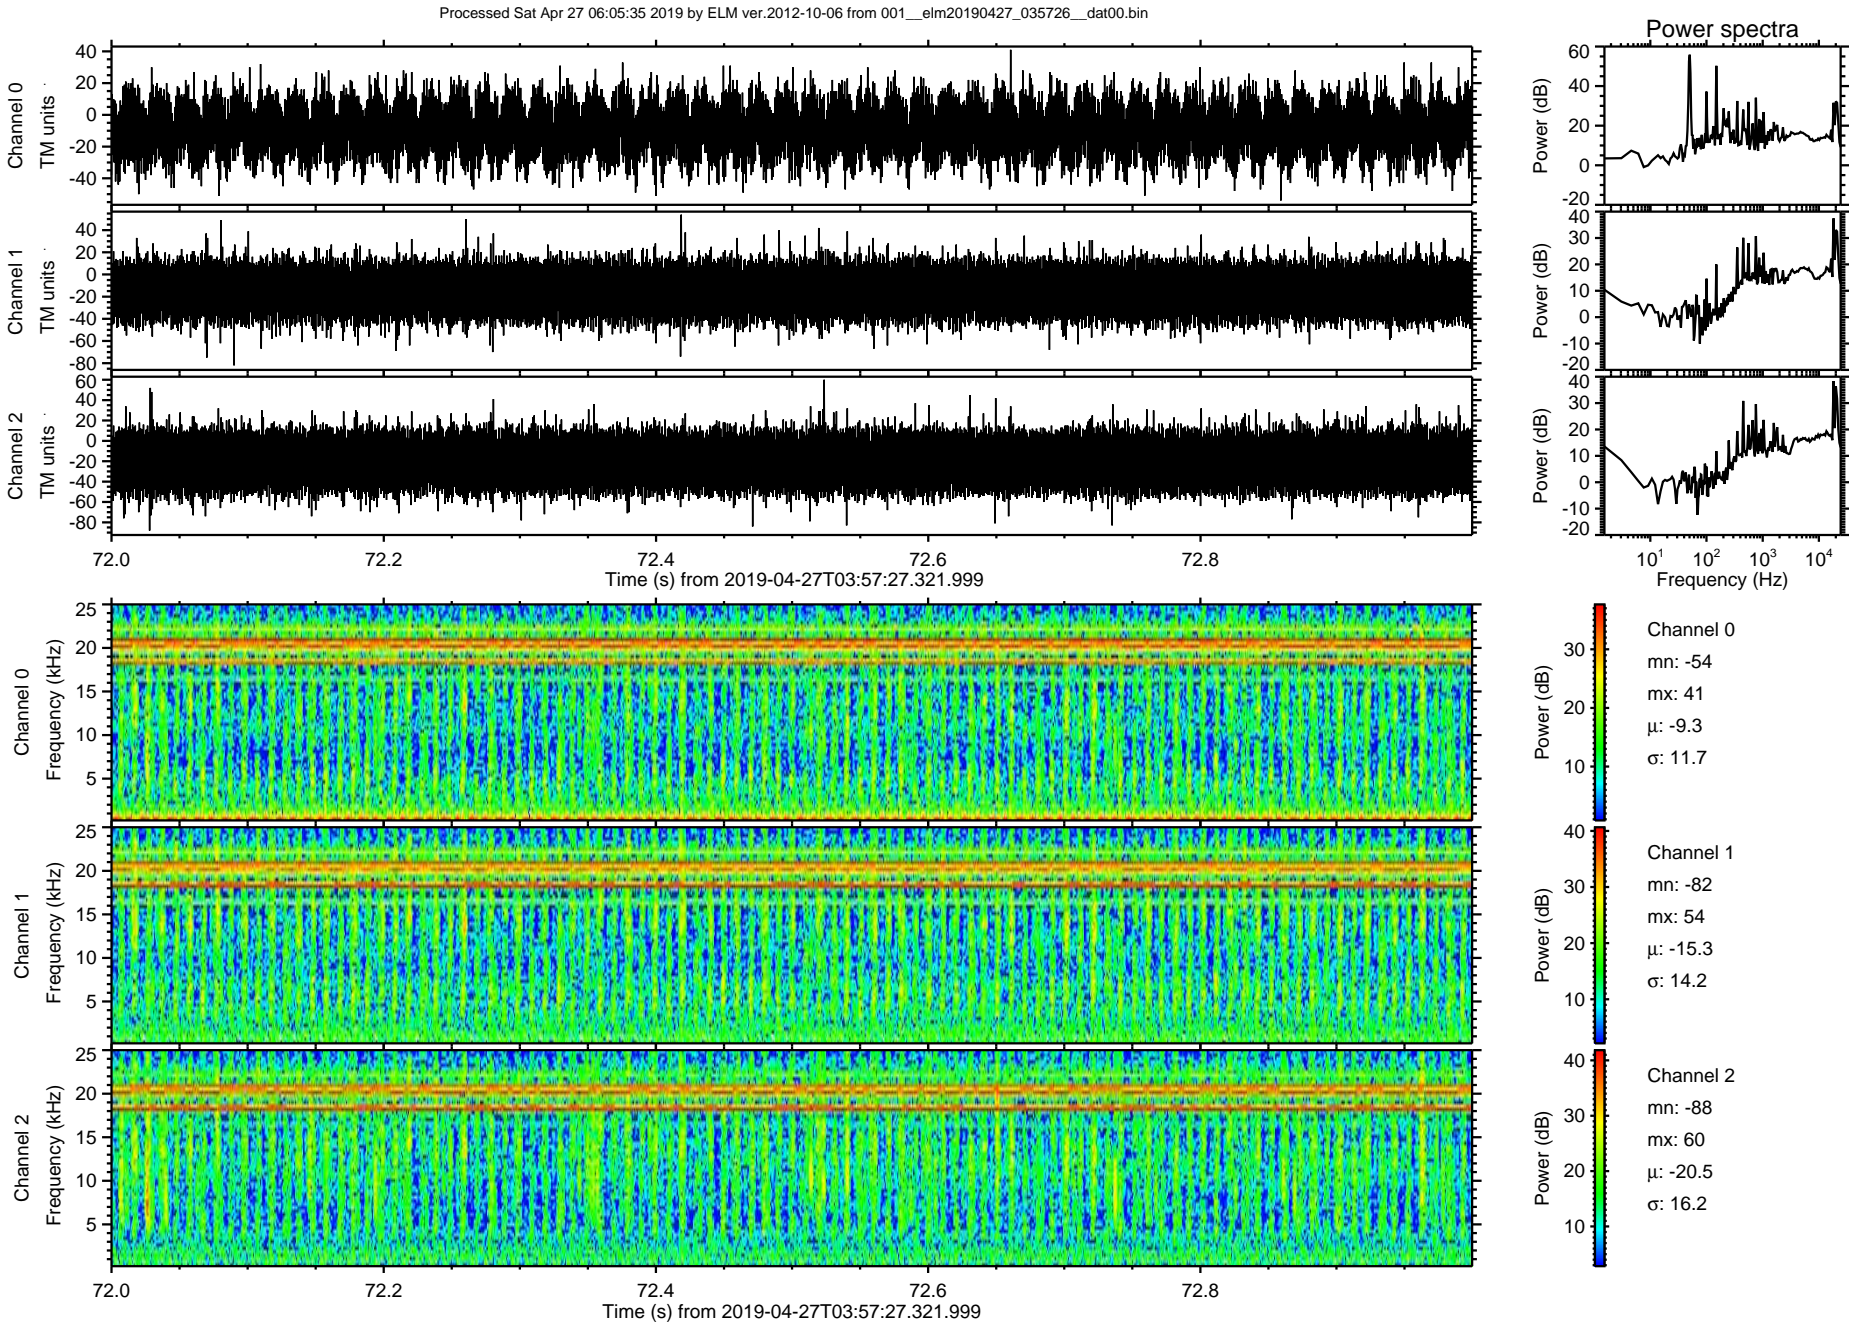 Processed Sat Apr 27 06:05:35 2019 by ELM ver.2012-10-06 from 001__elm20190427_035726__dat00.bin
Power spectra
Channel 0
TM units
40
20
0
-20
-40
Power (dB)
60
40
20
0
-20
Channel 1
TM units
40
20
0
-20
-40
-60
-80
Power (dB)
40
30
20
10
0
-10
-20
Channel 2
TM units
60
40
20
0
-20
-40
-60
-80
Power (dB)
40
30
20
10
0
-10
-20
72.0 72.2 72.4 72.6 72.8
Time (s) from 2019-04-27T03:57:27.321.999
10^1 10^2 10^3 10^4
Frequency (Hz)
Channel 0
Frequency (kHz)
25
20
15
10
5
Power (dB)
30
20
10
Channel 0
mn: -54
mx: 41
μ: -9.3
σ: 11.7
Channel 1
Frequency (kHz)
25
20
15
10
5
Power (dB)
40
30
20
10
Channel 1
mn: -82
mx: 54
μ: -15.3
σ: 14.2
Channel 2
Frequency (kHz)
25
20
15
10
5
Power (dB)
40
30
20
10
Channel 2
mn: -88
mx: 60
μ: -20.5
σ: 16.2
72.0 72.2 72.4 72.6 72.8
Time (s) from 2019-04-27T03:57:27.321.999